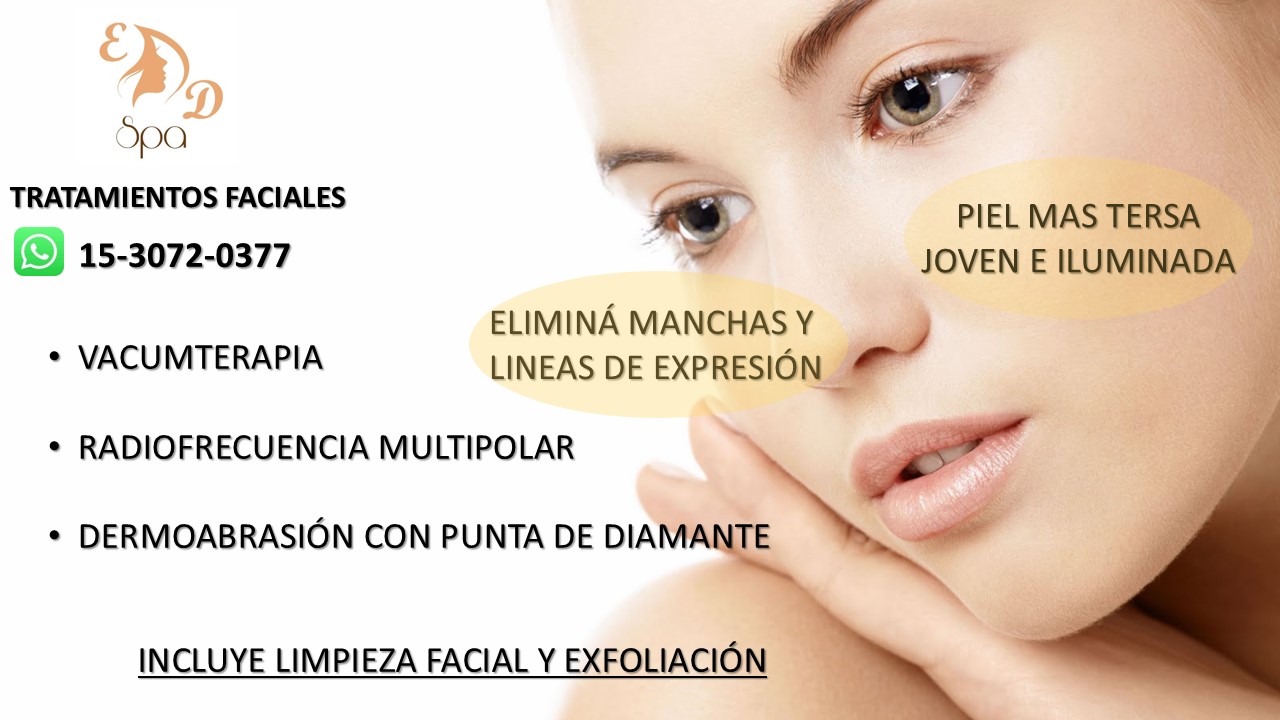 E D
Spa
TRATAMIENTOS FACIALES
15-3072-0377
PIEL MAS TERSA
JOVEN E ILUMINADA
ELIMINÁ MANCHAS Y
LINEAS DE EXPRESIÓN
• VACUMTERAPIA
• RADIOFRECUENCIA MULTIPOLAR
• DERMOABRASIÓN CON PUNTA DE DIAMANTE
INCLUYE LIMPIEZA FACIAL Y EXFOLIACIÓN